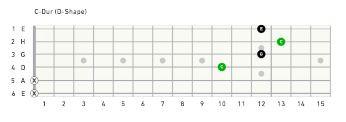 C-Dur (D-Shape)
1 E E
2 H C
3 G G
4 D C
5 A X
6 E X
1 2 3 4 5 6 7 8 9 10 11 12 13 14 15